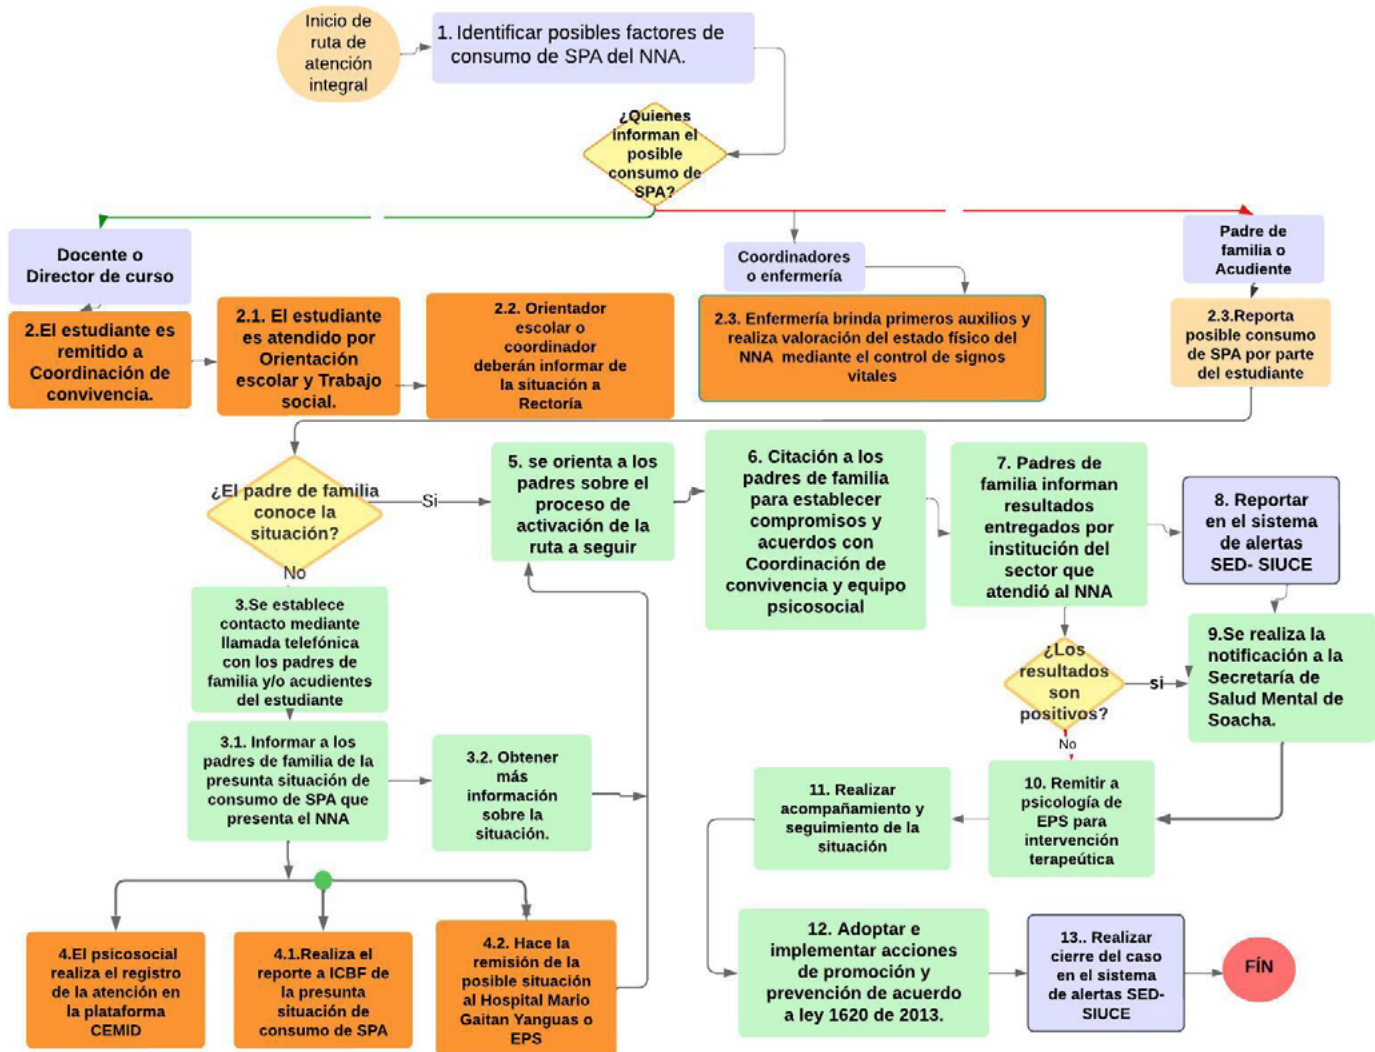 Inicio de
ruta de
atención
integral
1. Identificar posibles factores de
consumo de SPA del NNA.
¿Quienes
informan el
posible
consumo de
SPA?
Docente o
Director de curso
Coordinadores
o enfermería
Padre de
familia o
Acudiente
2.El estudiante es
remitido a
Coordinación de
convivencia.
2.1. El estudiante
es atendido por
Orientación
escolar y Trabajo
social.
2.2. Orientador
escolar o
coordinador
deberán informar de
la situación a
Rectoría
2.3. Enfermería brinda primeros auxilios y
realiza valoración del estado físico del
NNA mediante el control de signos
vitales
2.3.Reporta
posible consumo
de SPA por parte
del estudiante
¿El padre de familia
conoce la
situación?
Si
No
5. se orienta a los
padres sobre el
proceso de
activación de la
ruta a seguir
6. Citación a los
padres de familia
para establecer
compromisos y
acuerdos con
Coordinación de
convivencia y equipo
psicosocial
7. Padres de
familia informan
resultados
entregados por
institución del
sector que
atendió al NNA
8. Reportar
en el sistema
de alertas
SED- SIUCE
3.Se establece
contacto mediante
llamada telefónica
con los padres de
familia y/o acudientes
del estudiante
¿Los
resultados
son
positivos?
si
No
9.Se realiza la
notificación a la
Secretaría de
Salud Mental de
Soacha.
3.1. Informar a los
padres de familia de la
presunta situación de
consumo de SPA que
presenta el NNA
3.2. Obtener
más
información
sobre la
situación.
11. Realizar
acompañamiento y
seguimiento de la
situación
10. Remitir a
psicología de
EPS para
intervención
terapeútica
4.El psicosocial
realiza el registro
de la atención en
la plataforma
CEMID
4.1.Realiza el
reporte a ICBF de
la presunta
situación de
consumo de SPA
4.2. Hace la
remisión de la
posible situación
al Hospital Mario
Gaitan Yanguas o
EPS
12. Adoptar e
implementar acciones
de promoción y
prevención de acuerdo
a ley 1620 de 2013.
13.. Realizar
cierre del caso
en el sistema
de alertas SED-
SIUCE
FÍN